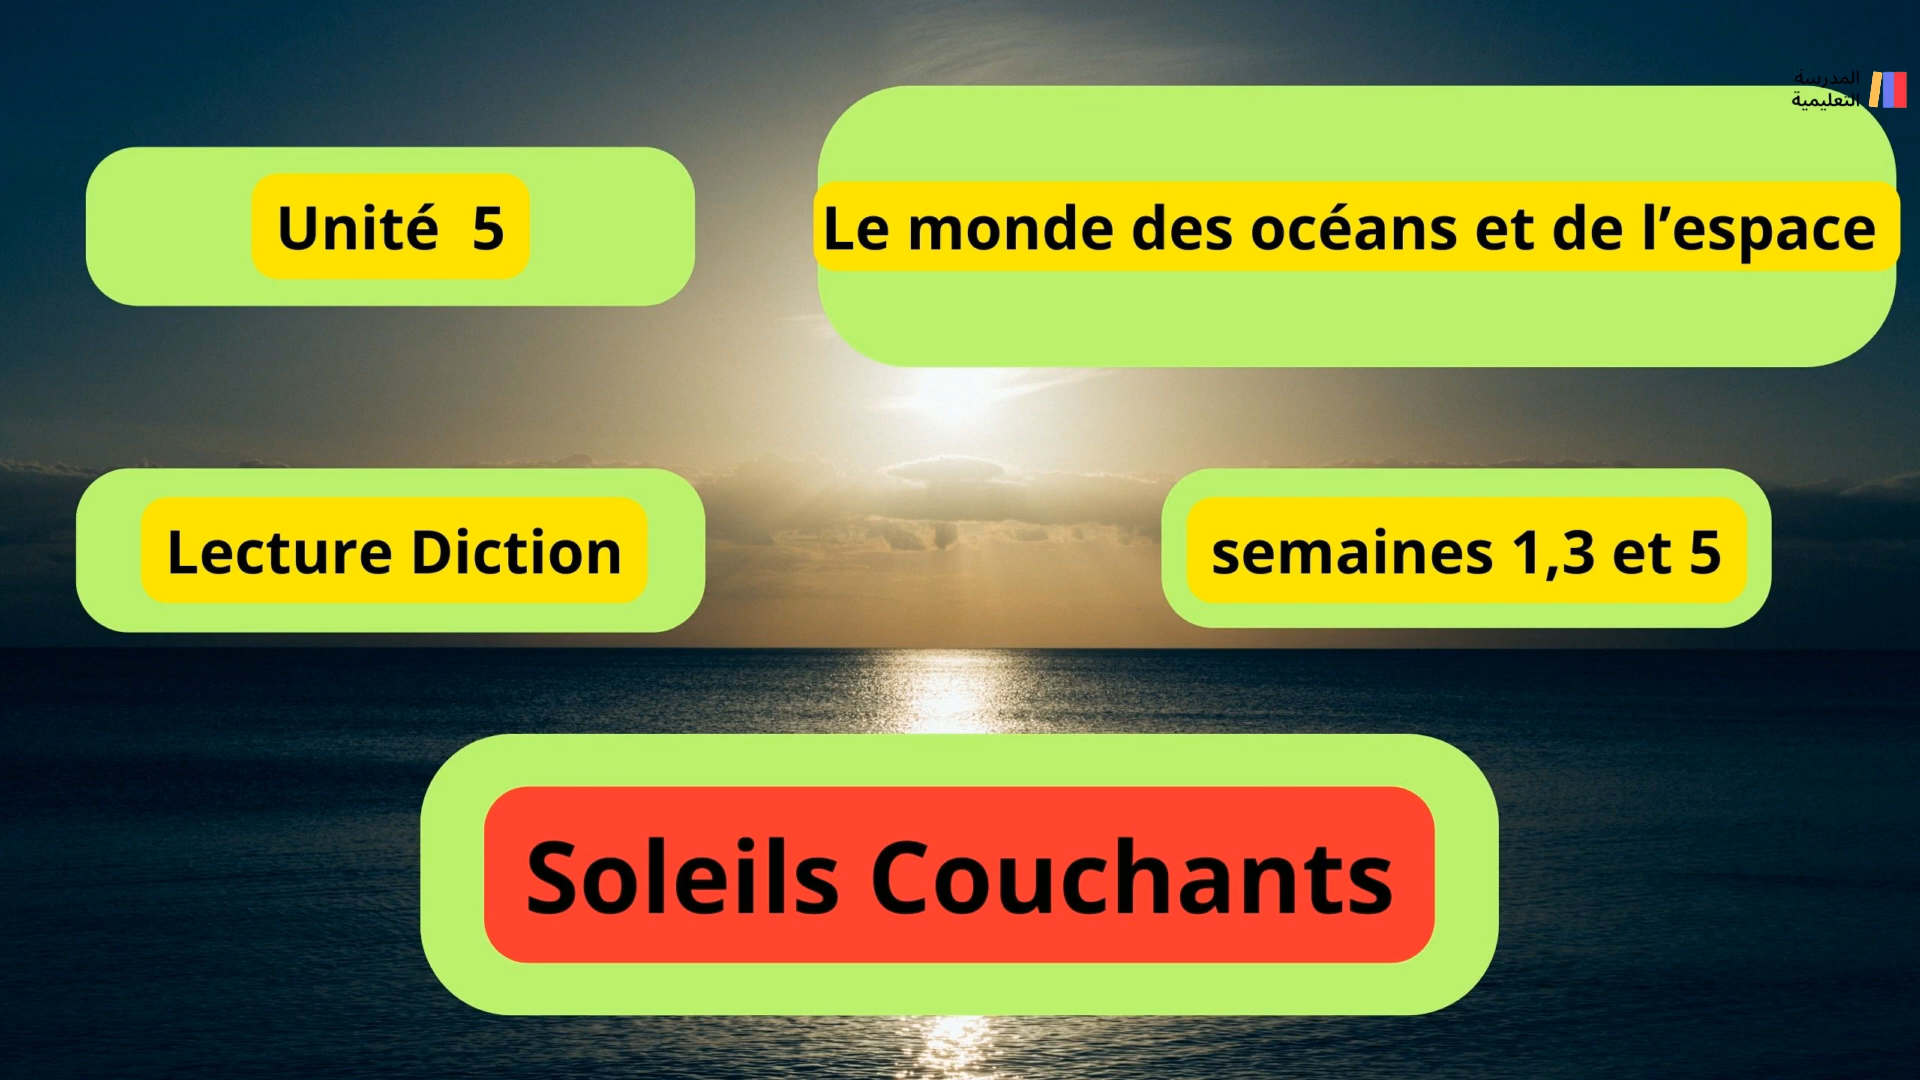 المدرسة
التعليمية
Unité 5
Le monde des océans et de l’espace
Lecture Diction
semaines 1,3 et 5
Soleils Couchants